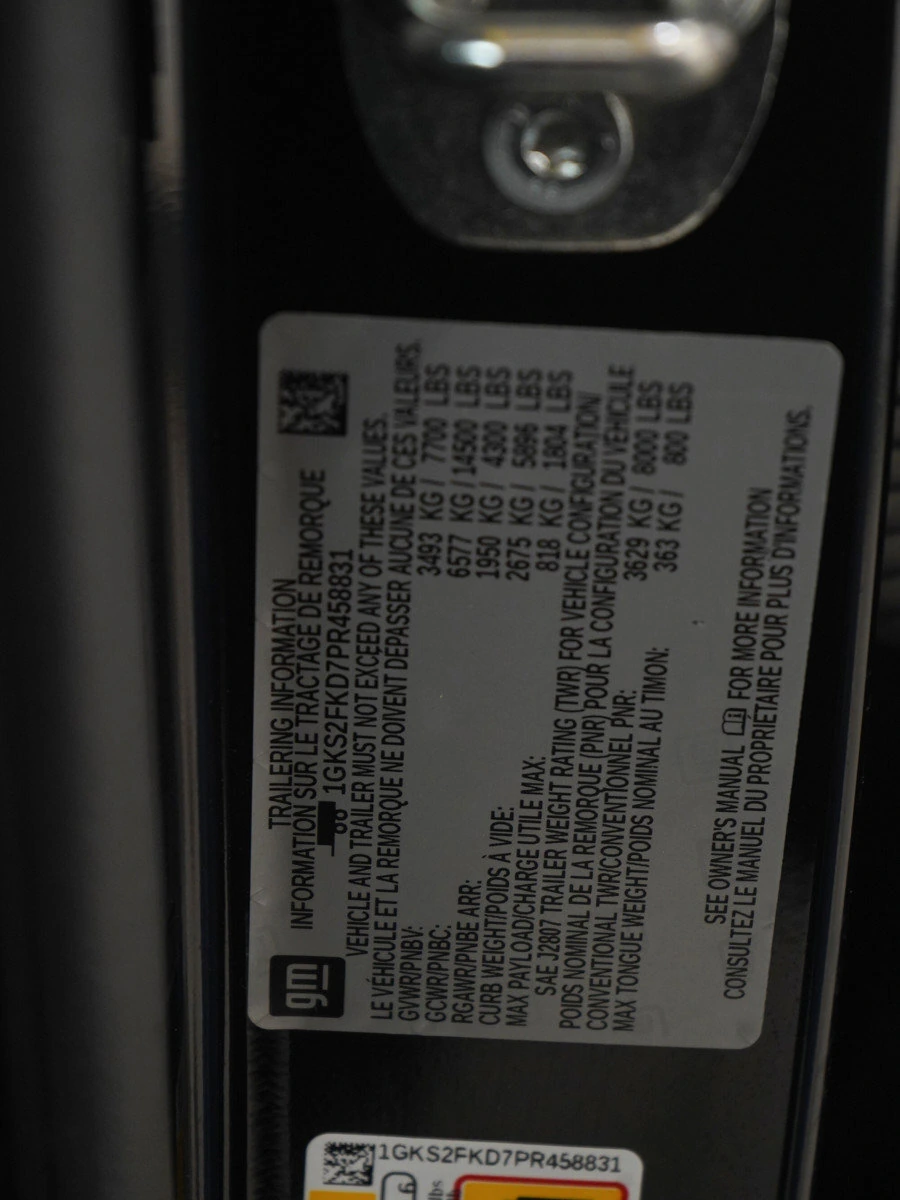 gm
TRAILERING INFORMATION
INFORMATION SUR LE TRACTAGE DE REMORQUE
1GKS2FKD7PR458831
VEHICLE AND TRAILER MUST NOT EXCEED ANY OF THESE VALUES.
LE VÉHICULE ET LA REMORQUE NE DOIVENT DÉPASSER AUCUNE DE CES VALEURS.
GVWR/PNBV: 3493 KG / 7700 LBS
GCWR/PNBC: 6577 KG / 14500 LBS
RGAWR/PNBE ARR: 1950 KG / 4300 LBS
CURB WEIGHT/POIDS À VIDE: 2675 KG / 5896 LBS
MAX PAYLOAD/CHARGE UTILE MAX: 818 KG / 1804 LBS
SAE J2807 TRAILER WEIGHT RATING (TWR) FOR VEHICLE CONFIGURATION/
POIDS NOMINAL DE LA REMORQUE (PNR) POUR LA CONFIGURATION DU VÉHICULE
CONVENTIONAL TWR/CONVENTIONNEL PNR: 3629 KG / 8000 LBS
MAX TONGUE WEIGHT/POIDS NOMINAL AU TIMON: 363 KG / 800 LBS
SEE OWNER'S MANUAL FOR MORE INFORMATION
CONSULTEZ LE MANUEL DU PROPRIÉTAIRE POUR PLUS D'INFORMATIONS.
1GKS2FKD7PR458831
lbs